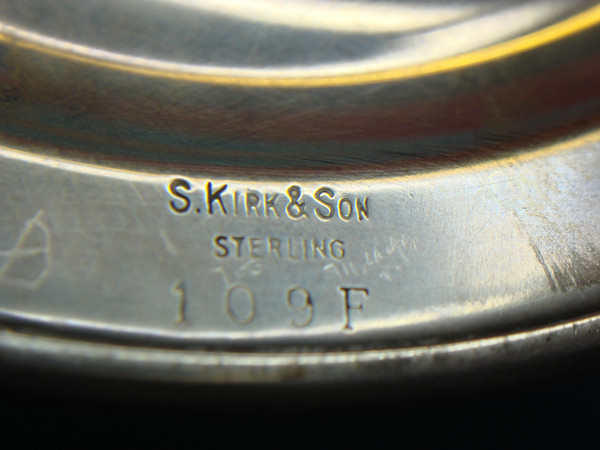 S. KIRK & SON
STERLING
109F